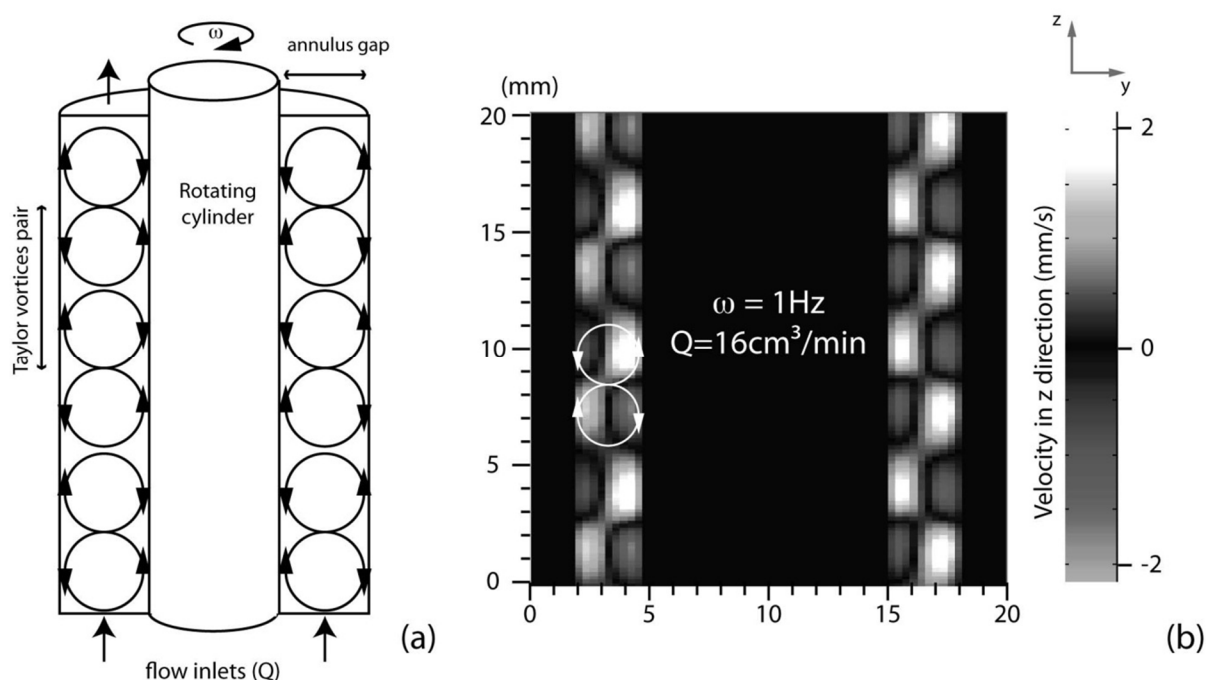 ω
annulus gap
Rotating
cylinder
Taylor vortices pair
flow inlets (Q)
(a)
(mm)
20
15
10
5
0
0
5
10
15
20
ω = 1Hz
Q=16cm³/min
z
y
2
0
-2
Velocity in z direction (mm/s)
(b)